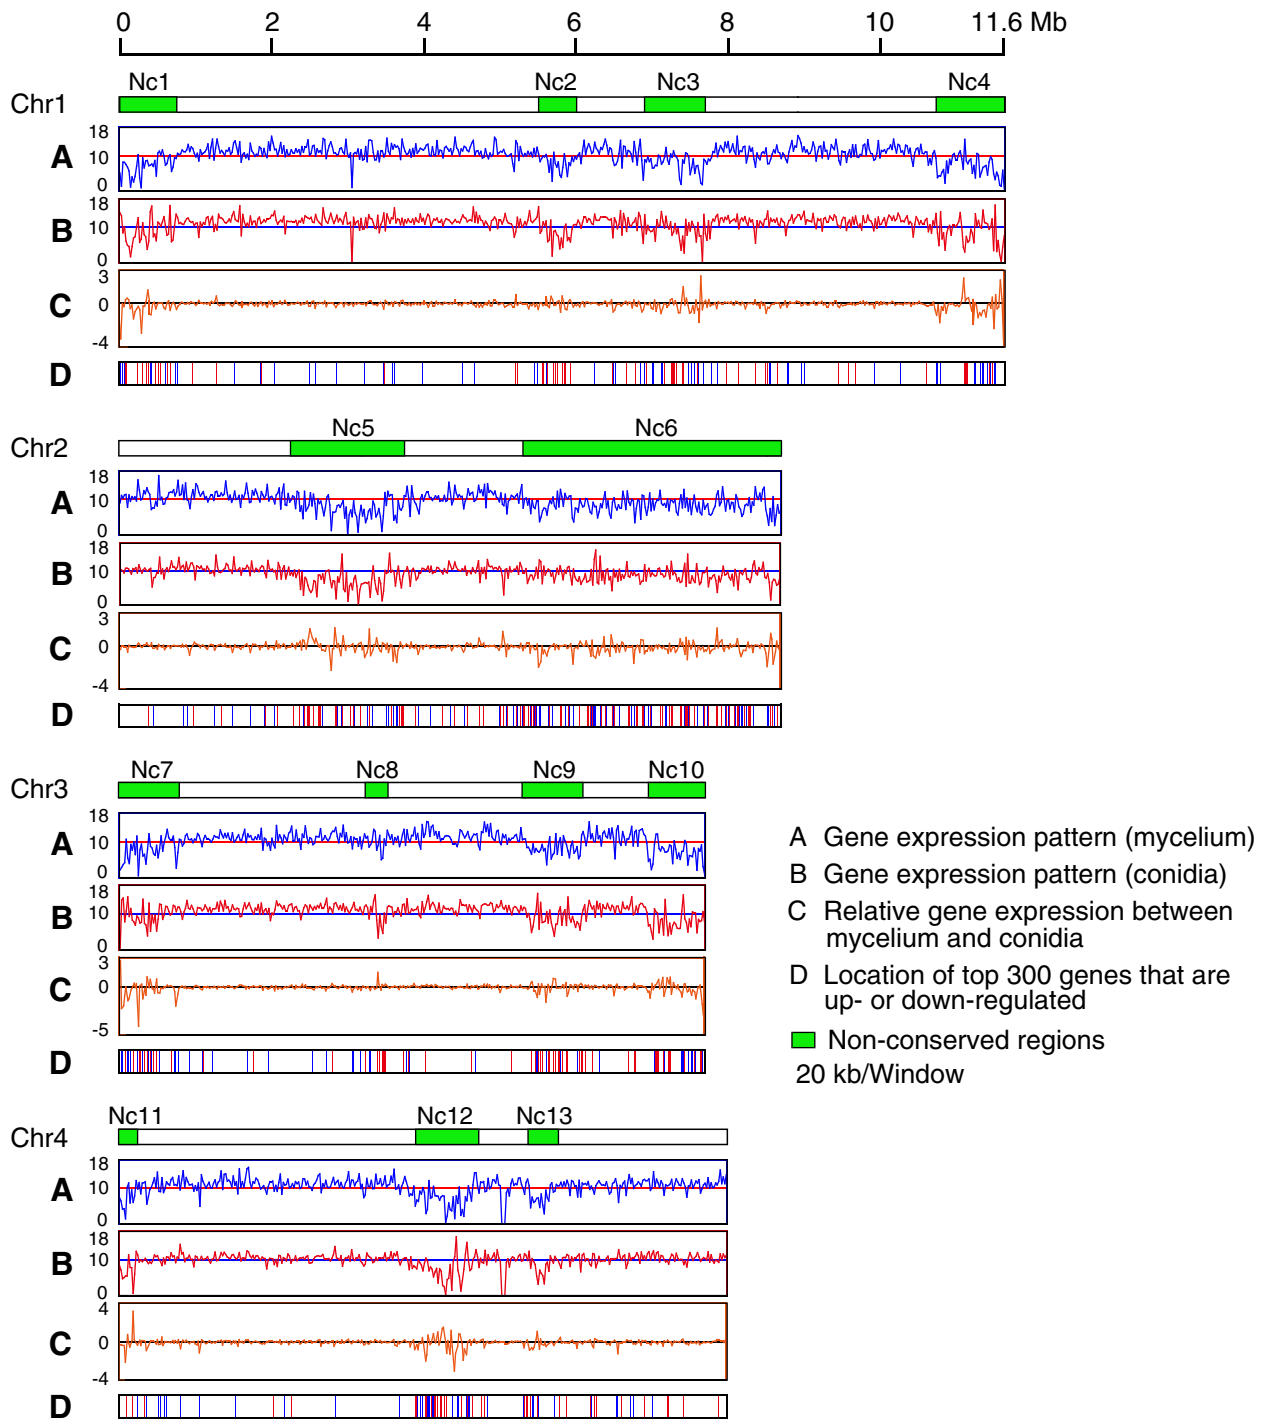 0 2 4 6 8 10 11.6 Mb
Nc1 Nc2 Nc3 Nc4
Chr1
18
A 10
0
18
B 10
0
3
C 0
-4
D
Nc5 Nc6
Chr2
18
A 10
0
18
B 10
0
3
C 0
-4
D
Nc7 Nc8 Nc9 Nc10
Chr3
18
A 10
0
18
B 10
0
3
C 0
-5
D
A Gene expression pattern (mycelium)
B Gene expression pattern (conidia)
C Relative gene expression between
mycelium and conidia
D Location of top 300 genes that are
up- or down-regulated
Non-conserved regions
20 kb/Window
Nc11 Nc12 Nc13
Chr4
18
A 10
0
18
B 10
0
4
C 0
-4
D